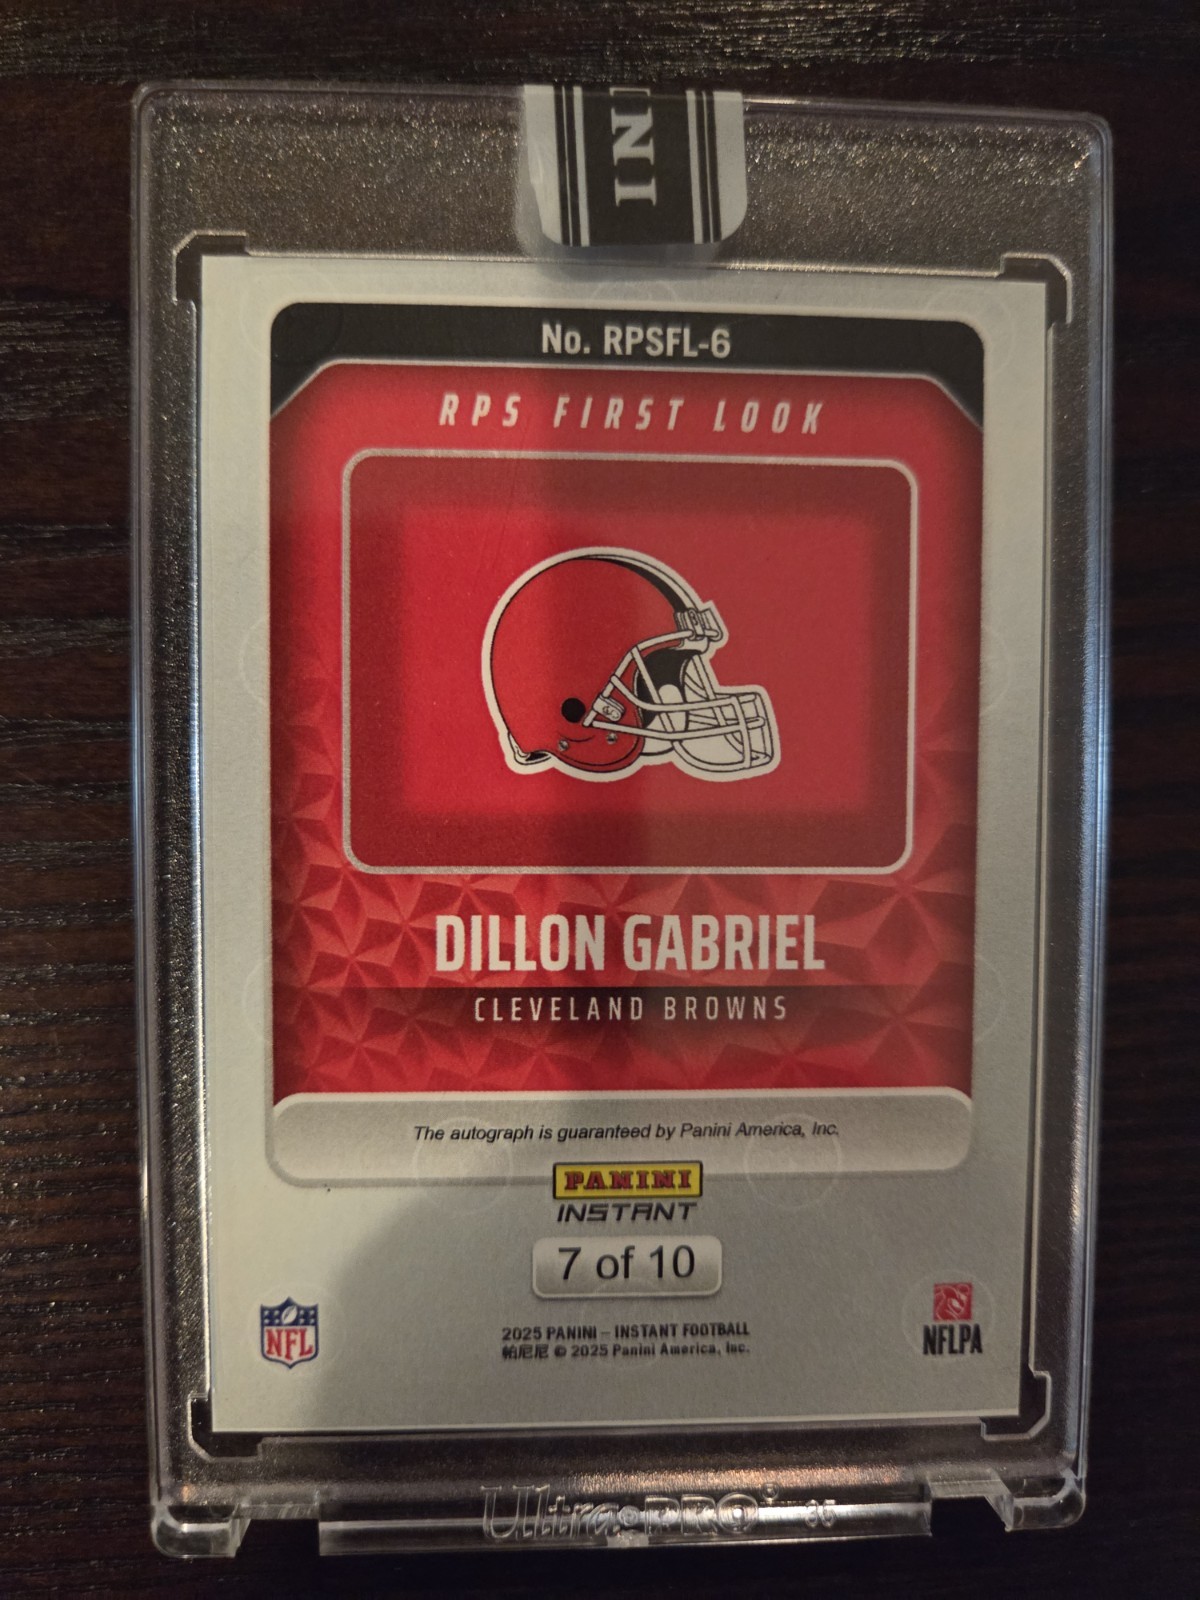 INI
No. RPSFL-6
RPS FIRST LOOK
DILLON GABRIEL
CLEVELAND BROWNS
The autograph is guaranteed by Panini America, Inc.
PANINI
INSTANT
7 of 10
NFL
2025 PANINI – INSTANT FOOTBALL
帕尼尼 © 2025 Panini America, Inc.
NFLPA
Ultra PRO 35